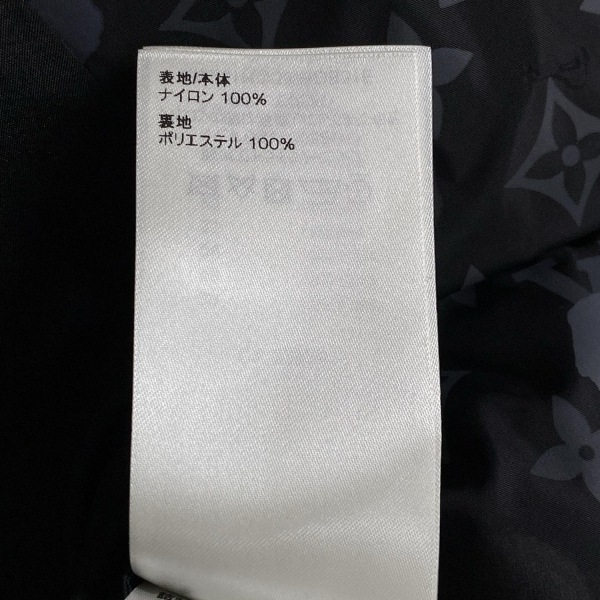 表地/本体
ナイロン 100%
裏地
ポリエステル 100%